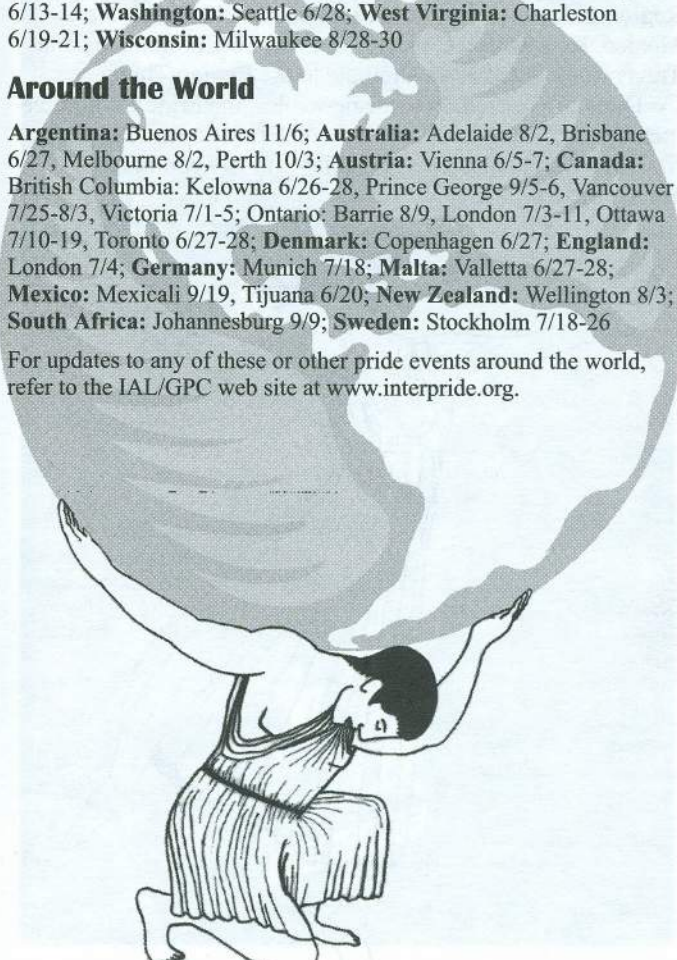 6/13-14; Washington: Seattle 6/28; West Virginia: Charleston
6/19-21; Wisconsin: Milwaukee 8/28-30
Around the World
Argentina: Buenos Aires 11/6; Australia: Adelaide 8/2, Brisbane
6/27, Melbourne 8/2, Perth 10/3; Austria: Vienna 6/5-7; Canada:
British Columbia: Kelowna 6/26-28, Prince George 9/5-6, Vancouver
7/25-8/3, Victoria 7/1-5; Ontario: Barrie 8/9, London 7/3-11, Ottawa
7/10-19, Toronto 6/27-28; Denmark: Copenhagen 6/27; England:
London 7/4; Germany: Munich 7/18; Malta: Valletta 6/27-28;
Mexico: Mexicali 9/19, Tijuana 6/20; New Zealand: Wellington 8/3;
South Africa: Johannesburg 9/9; Sweden: Stockholm 7/18-26
For updates to any of these or other pride events around the world,
refer to the IAL/GPC web site at www.interpride.org.